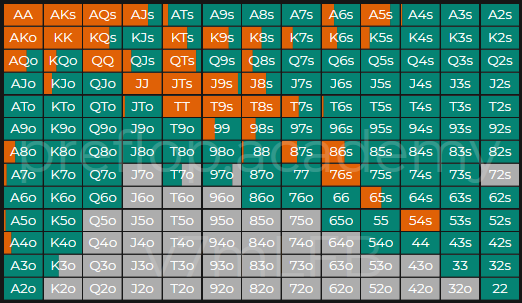 AA AKs AQs AJs ATs A9s A8s A7s A6s A5s A4s A3s A2s
AKo KK KQs KJs KTs K9s K8s K7s K6s K5s K4s K3s K2s
AQo KQo QQ QJs QTs Q9s Q8s Q7s Q6s Q5s Q4s Q3s Q2s
AJo KJo QJo JJ JTs J9s J8s J7s J6s J5s J4s J3s J2s
ATo KTo QTo JTo TT T9s T8s T7s T6s T5s T4s T3s T2s
A9o K9o Q9o J9o T9o 99 98s 97s 96s 95s 94s 93s 92s
A8o K8o Q8o J8o T8o 98o 88 87s 86s 85s 84s 83s 82s
preflop academy
A7o K7o Q7o J7o T7o 97o 87o 77 76s 75s 74s 73s 72s
A6o K6o Q6o J6o T6o 96o 86o 76o 66 65s 64s 63s 62s
A5o K5o Q5o J5o T5o 95o 85o 75o 65o 55 54s 53s 52s
A4o K4o Q4o J4o T4o 94o 84o 74o 64o 54o 44 43s 42s
A3o K3o Q3o J3o T3o 93o 83o 73o 63o 53o 43o 33 32s
A2o K2o Q2o J2o T2o 92o 82o 72o 62o 52o 42o 32o 22